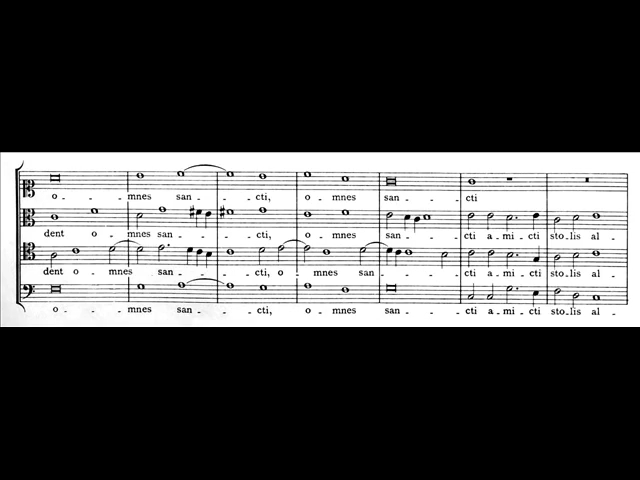 o - - mnes san - - - cti, o - mnes san - - - cti
dent o - mnes san - - - cti, o - mnes san - - - cti a - mi - cti sto - lis al -
dent o - mnes san - - - cti, o - mnes san - - - cti a - mi - cti sto - lis al -
o - - mnes san - - - cti, o - mnes san - - - cti a - mi - cti sto - lis al -